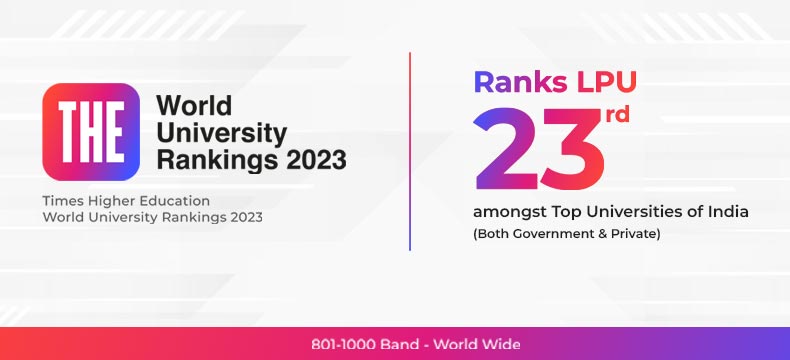 THE
World
University
Rankings 2023
Times Higher Education
World University Rankings 2023
Ranks LPU
23rd
amongst Top Universities of India
(Both Government & Private)
801-1000 Band - World Wide